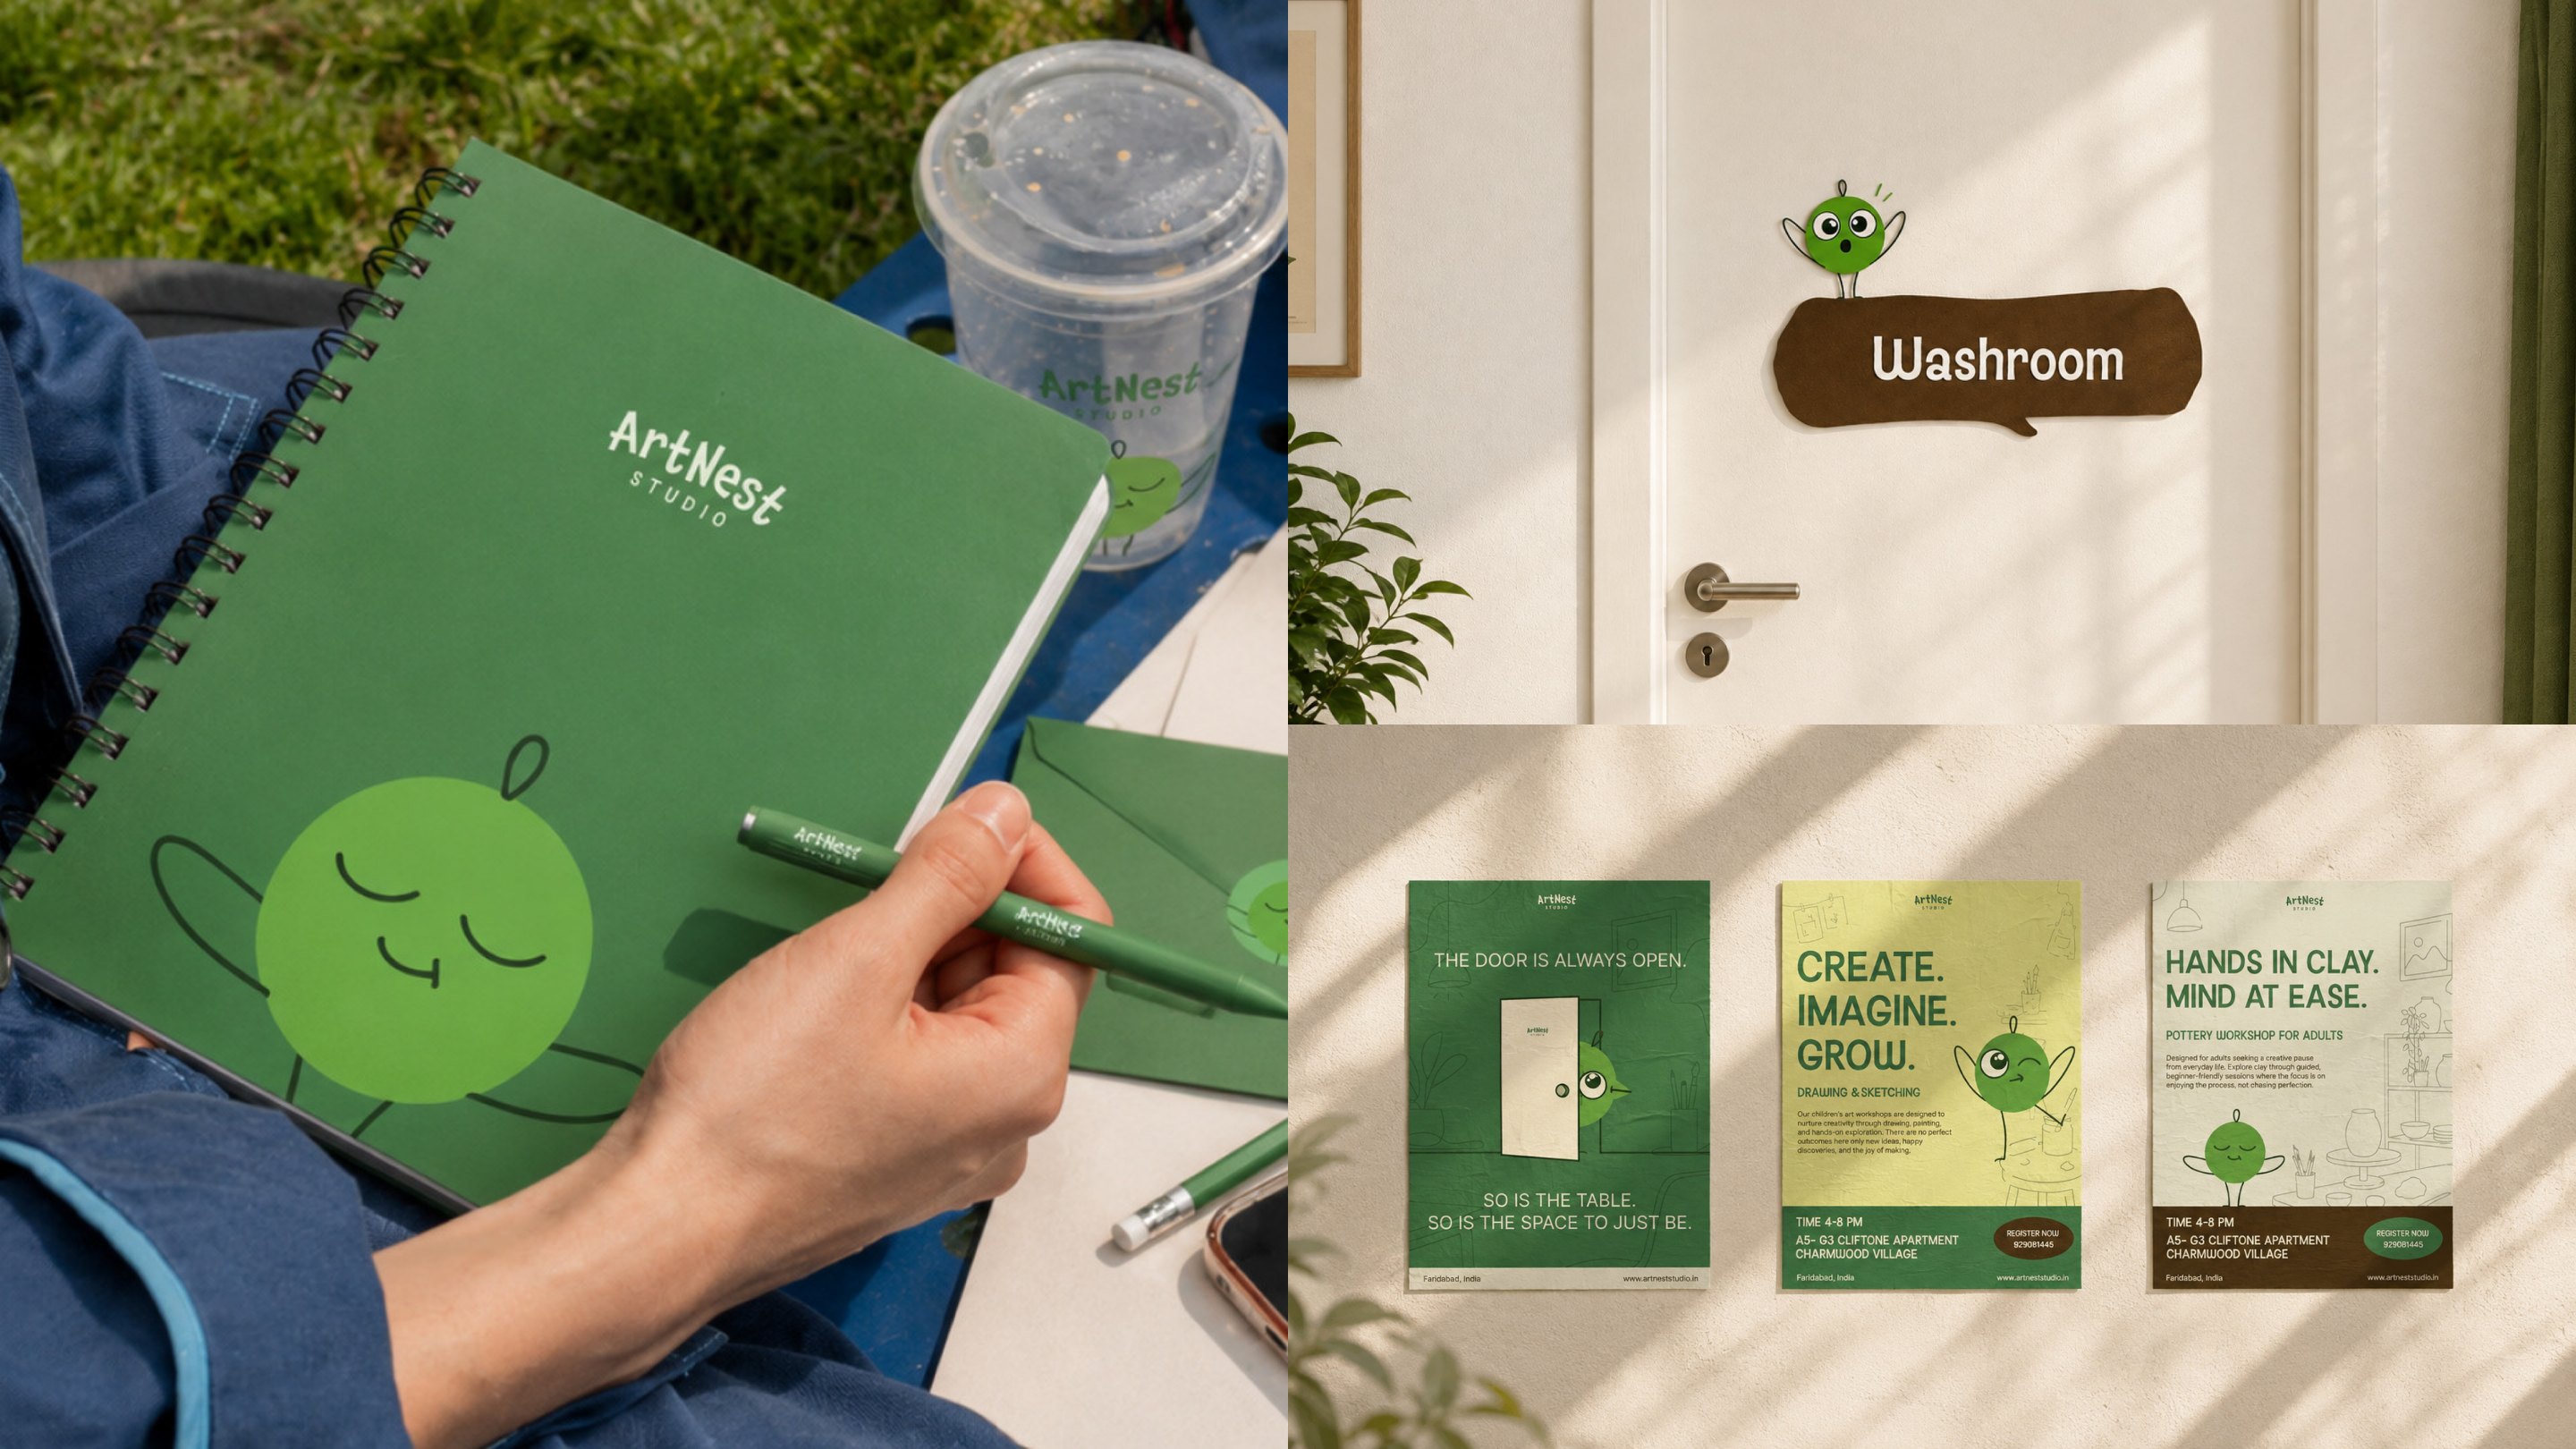 ArtNest
STUDIO
ArtNest
STUDIO
ArtNest
Washroom
ArtNest
STUDIO
THE DOOR IS ALWAYS OPEN.
ArtNest
SO IS THE TABLE.
SO IS THE SPACE TO JUST BE.
Faridabad, India
www.artneststudio.in
ArtNest
STUDIO
CREATE.
IMAGINE.
GROW.
DRAWING & SKETCHING
Our children's art workshops are designed to
nurture creativity through drawing, painting,
and hands-on exploration. There are no perfect
outcomes here only new ideas, happy
discoveries, and the joy of making,
TIME 4-8 PM
A5- G3 CLIFTONE APARTMENT
CHARMWOOD VILLAGE
REGISTER NOW
929081445
Faridabad, India
www.artneststudio.in
ArtNest
STUDIO
HANDS IN CLAY.
MIND AT EASE.
POTTERY WORKSHOP FOR ADULTS
Designed for adults seeking a creative pause
from everyday life. Explore clay through guided,
beginner-friendly sessions where the focus is on
enjoying the process, not chasing perfection.
TIME 4-8 PM
A5- G3 CLIFTONE APARTMENT
CHARMWOOD VILLAGE
REGISTER NOW
929081445
Faridabad, India
www.artneststudio.in